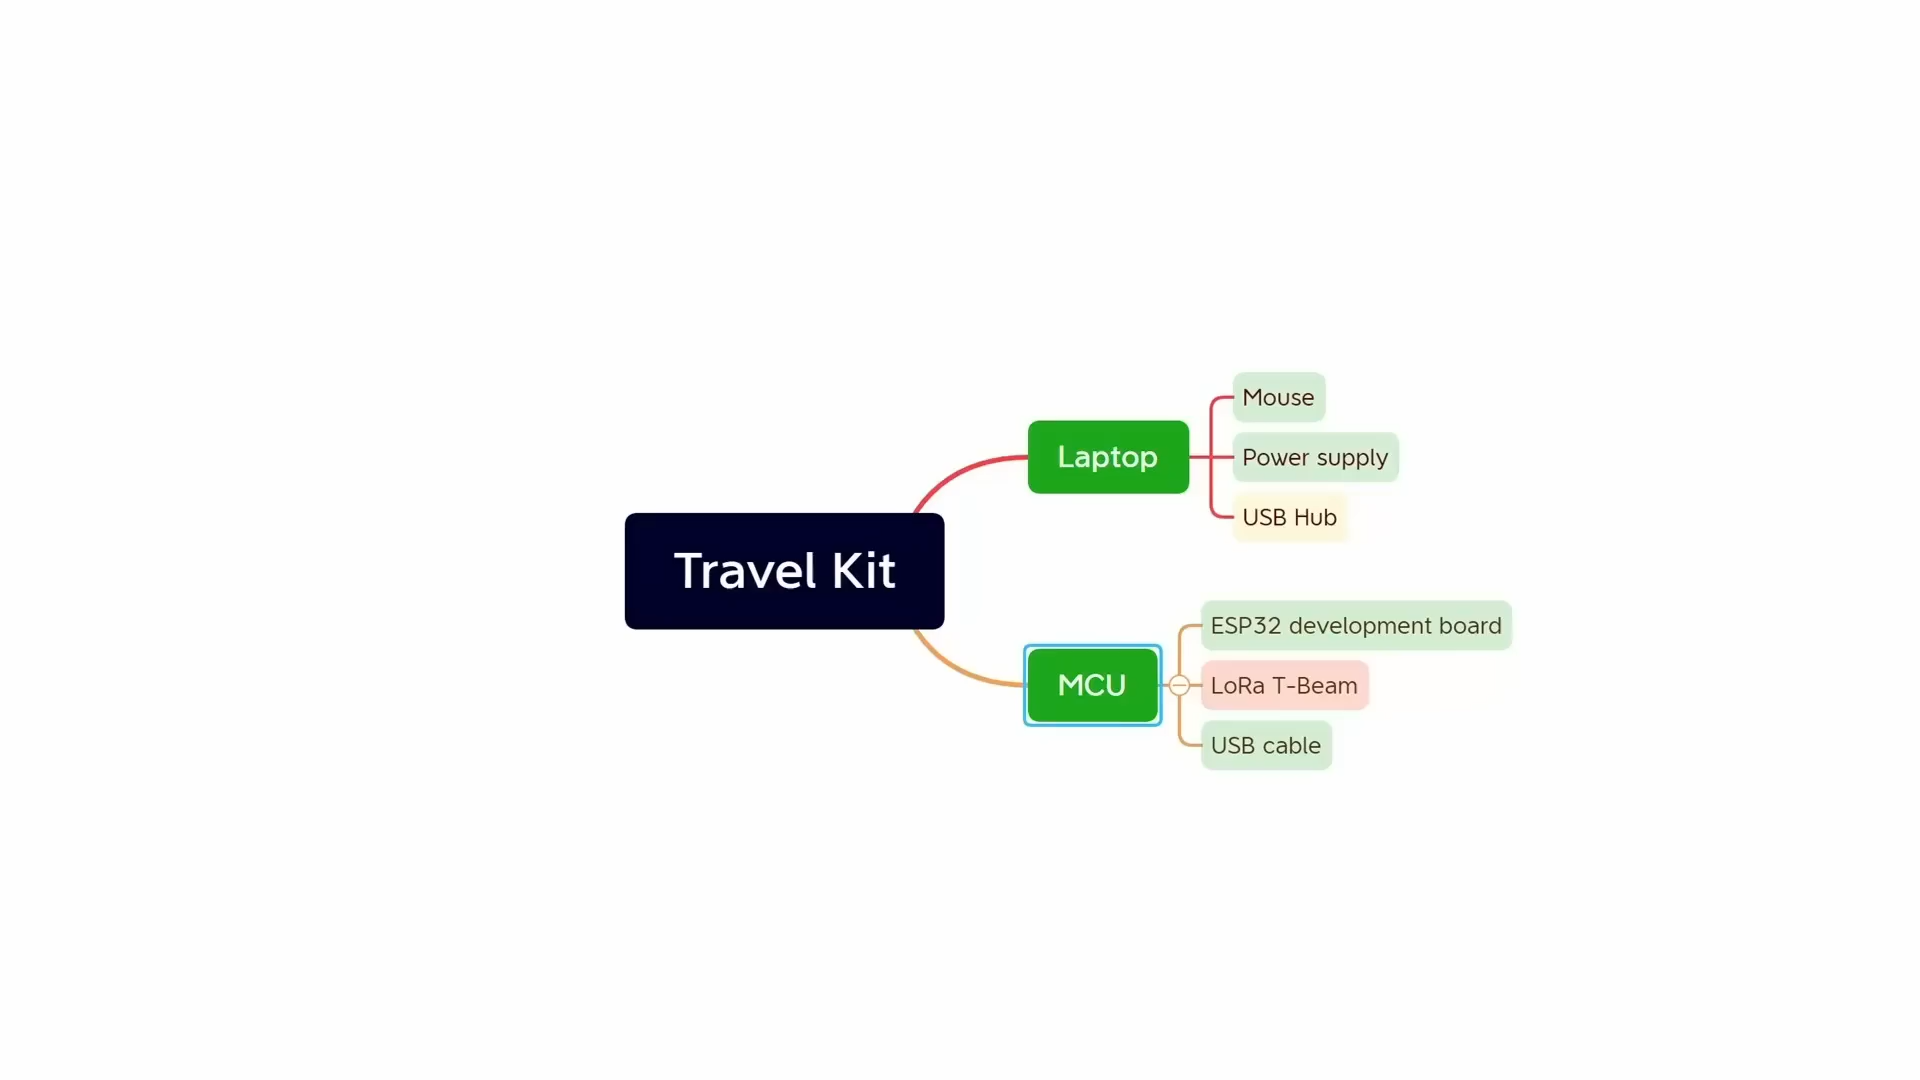 Travel Kit
Laptop
Mouse
Power supply
USB Hub
MCU
ESP32 development board
LoRa T-Beam
USB cable